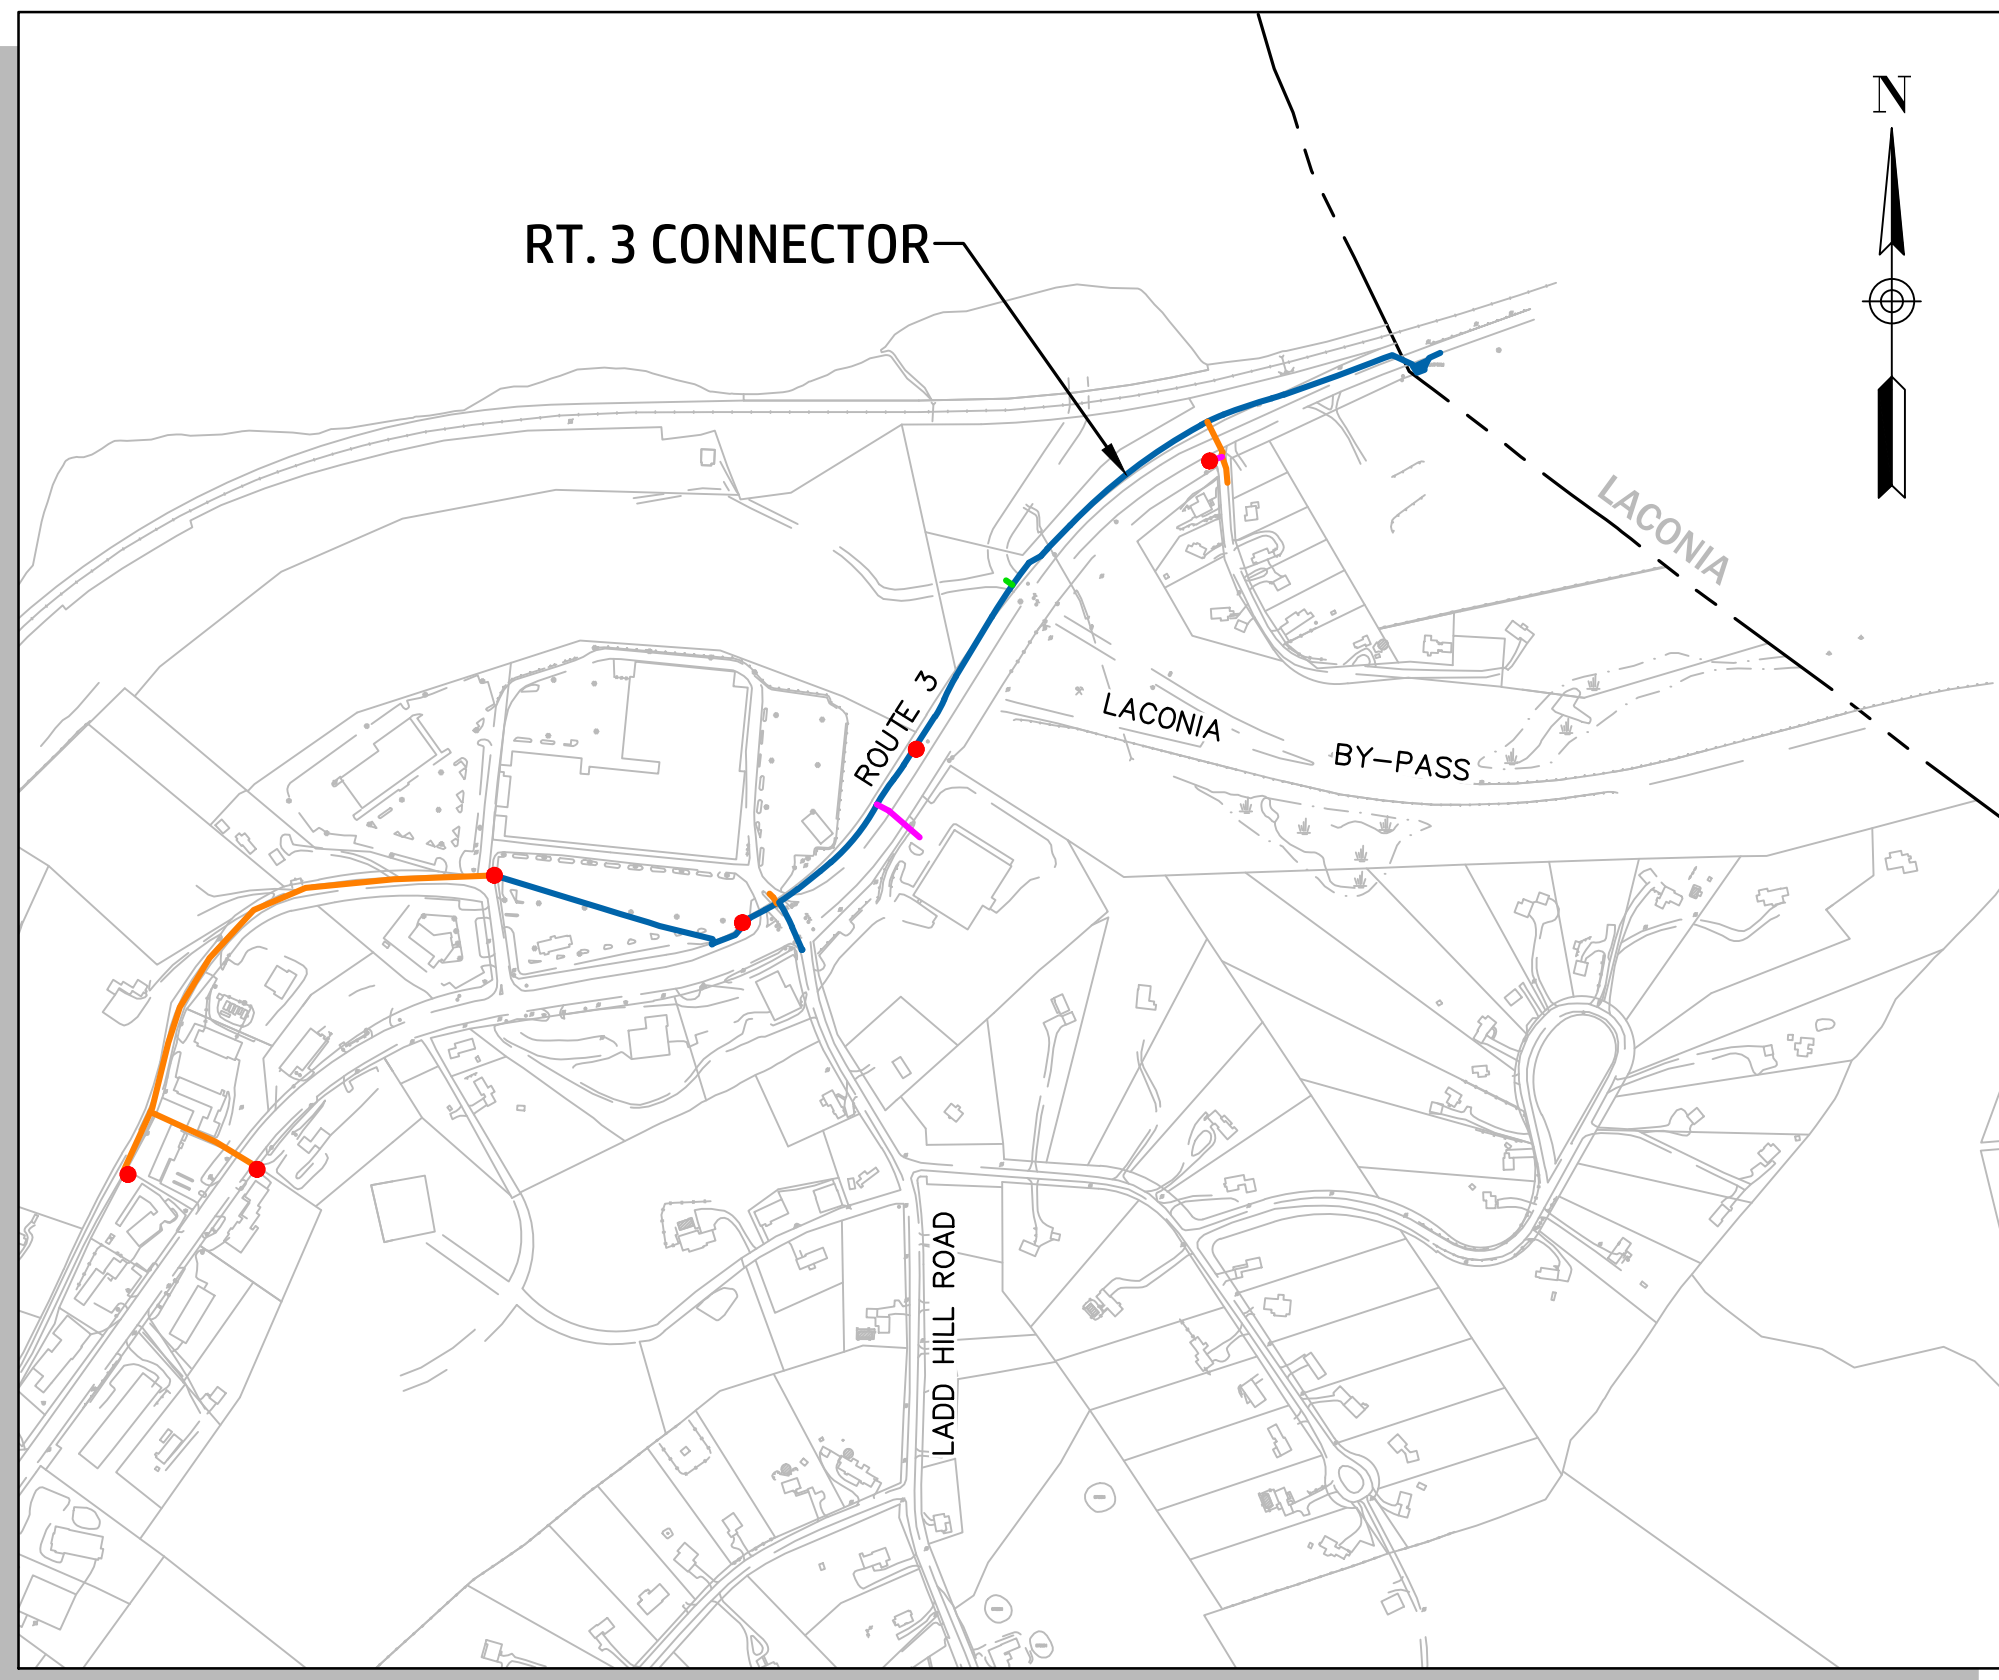 N
RT. 3 CONNECTOR
LACONIA
ROUTE 3
LACONIA
BY-PASS
LADD HILL ROAD